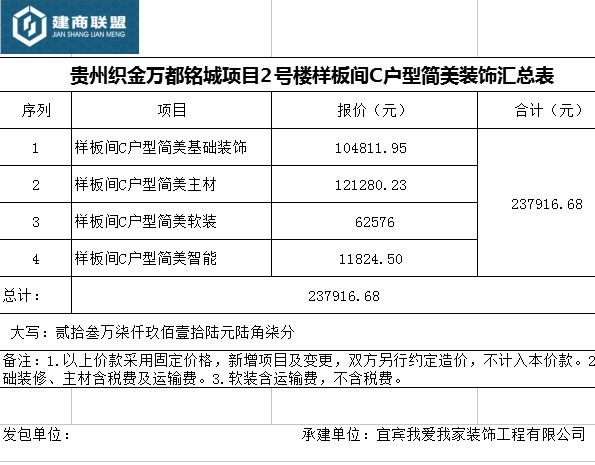 建商联盟
JIAN SHANG LIAN MENG
贵州织金万都铭城项目2号楼样板间C户型简美装饰汇总表
序列 项目 报价（元） 合计（元）
1 样板间C户型简美基础装饰 104811.95
2 样板间C户型简美主材 121280.23
237916.68
3 样板间C户型简美软装 62576
4 样板间C户型简美智能 11824.50
总计： 237916.68
大写：贰拾叁万柒仟玖佰壹拾陆元陆角柒分
备注：1.以上价款采用固定价格，新增项目及变更，双方另行约定造价，不计入本价款。2
础装修、主材含税费及运输费。3.软装含运输费，不含税费。
发包单位： 承建单位：宜宾我爱我家装饰工程有限公司